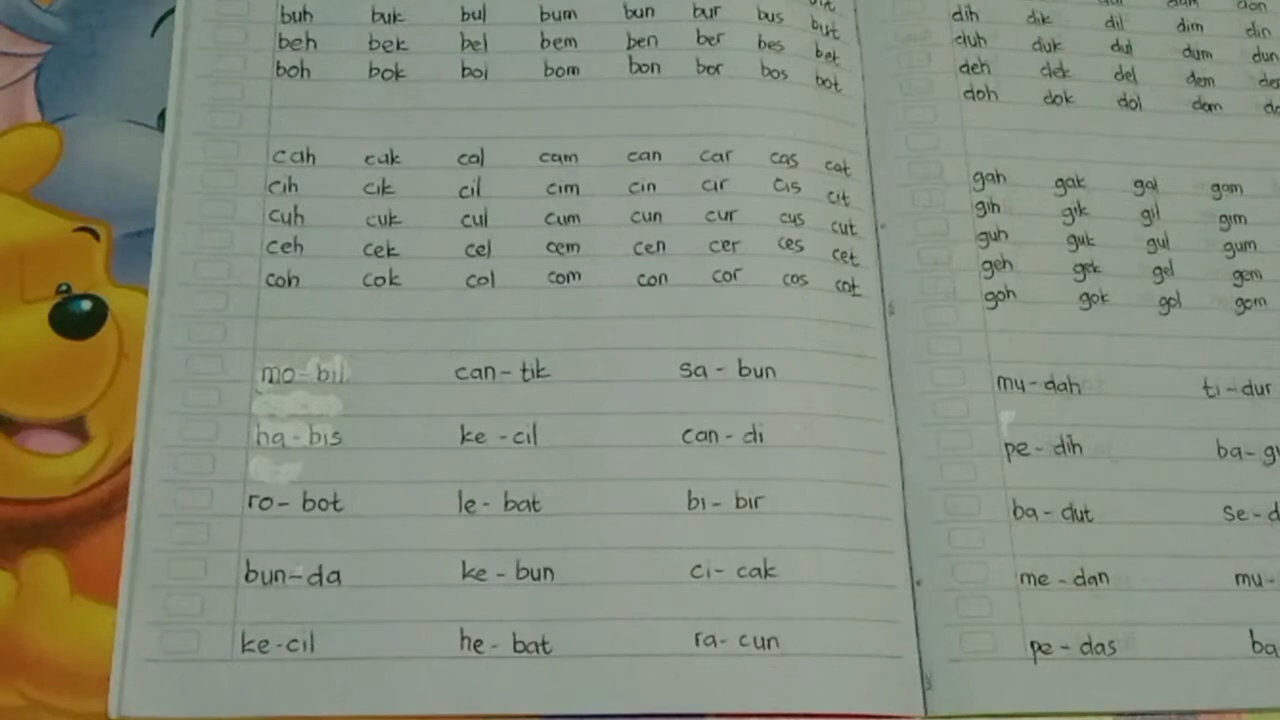 buh buk bul bum bun bur bus but
beh bek bel bem ben ber bes bet
boh bok bol bom bon bor bos bot
cah cak cal cam can car cas cat
cih cik cil cim cin cir cis cit
cuh cuk cul cum cun cur cus cut
ceh cek cel cem cen cer ces cet
coh cok col com con cor cos cot
mo-bil can-tik sa-bun
ha-bis ke-cil can-di
ro-bot le-bat bi-bir
bun-da ke-bun ci-cak
ke-cil he-bat ra-cun
dih dik dil dim din
duh duk dul dum dun
deh dek del dem
doh dok dol dom
gah gak gal gam
gih gik gil gim
guh guk gul gum
geh gek gel gem
goh gok gol gom
mu-dah ti-dur
pe-dih
ba-dut
me-dan mu-
pe-das ba